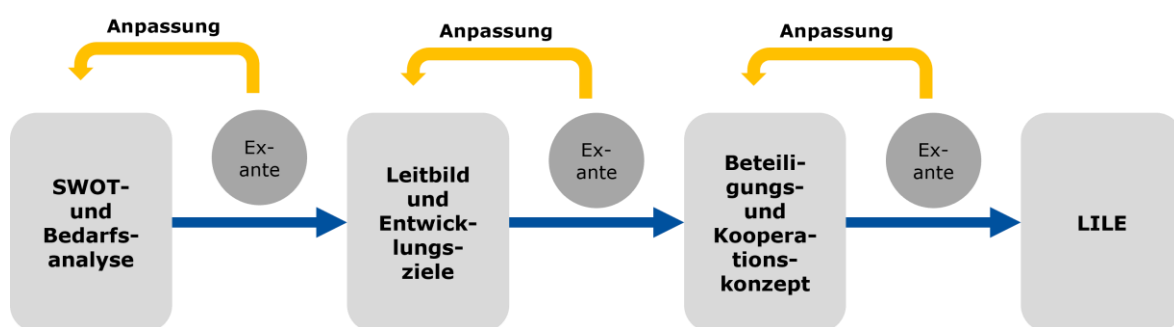 Anpassung
Anpassung
Anpassung
SWOT-
und
Bedarfs-
analyse
Ex-
ante
Leitbild
und
Entwick-
lungs-
ziele
Ex-
ante
Beteili-
gungs-
und
Koopera-
tions-
konzept
Ex-
ante
LILE